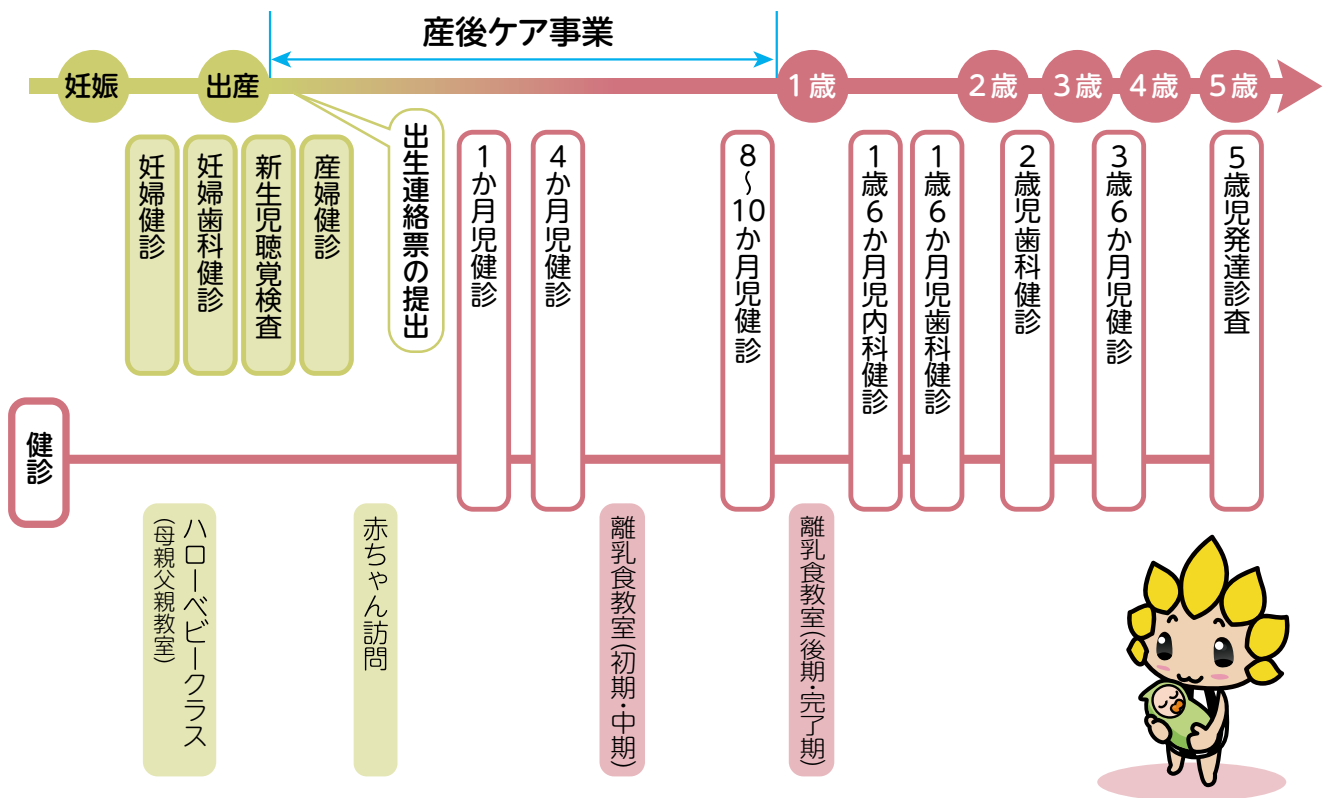 産後ケア事業
妊娠
出産
1歳
2歳
3歳
4歳
5歳
妊婦健診
妊婦歯科健診
新生児聴覚検査
産婦健診
出生連絡票の提出
1か月児健診
4か月児健診
8〜10か月児健診
1歳6か月児内科健診
1歳6か月児歯科健診
2歳児歯科健診
3歳6か月児健診
5歳児発達診査
健診
ハローベビークラス
(母親父親教室)
赤ちゃん訪問
離乳食教室(初期・中期)
離乳食教室(後期・完了期)